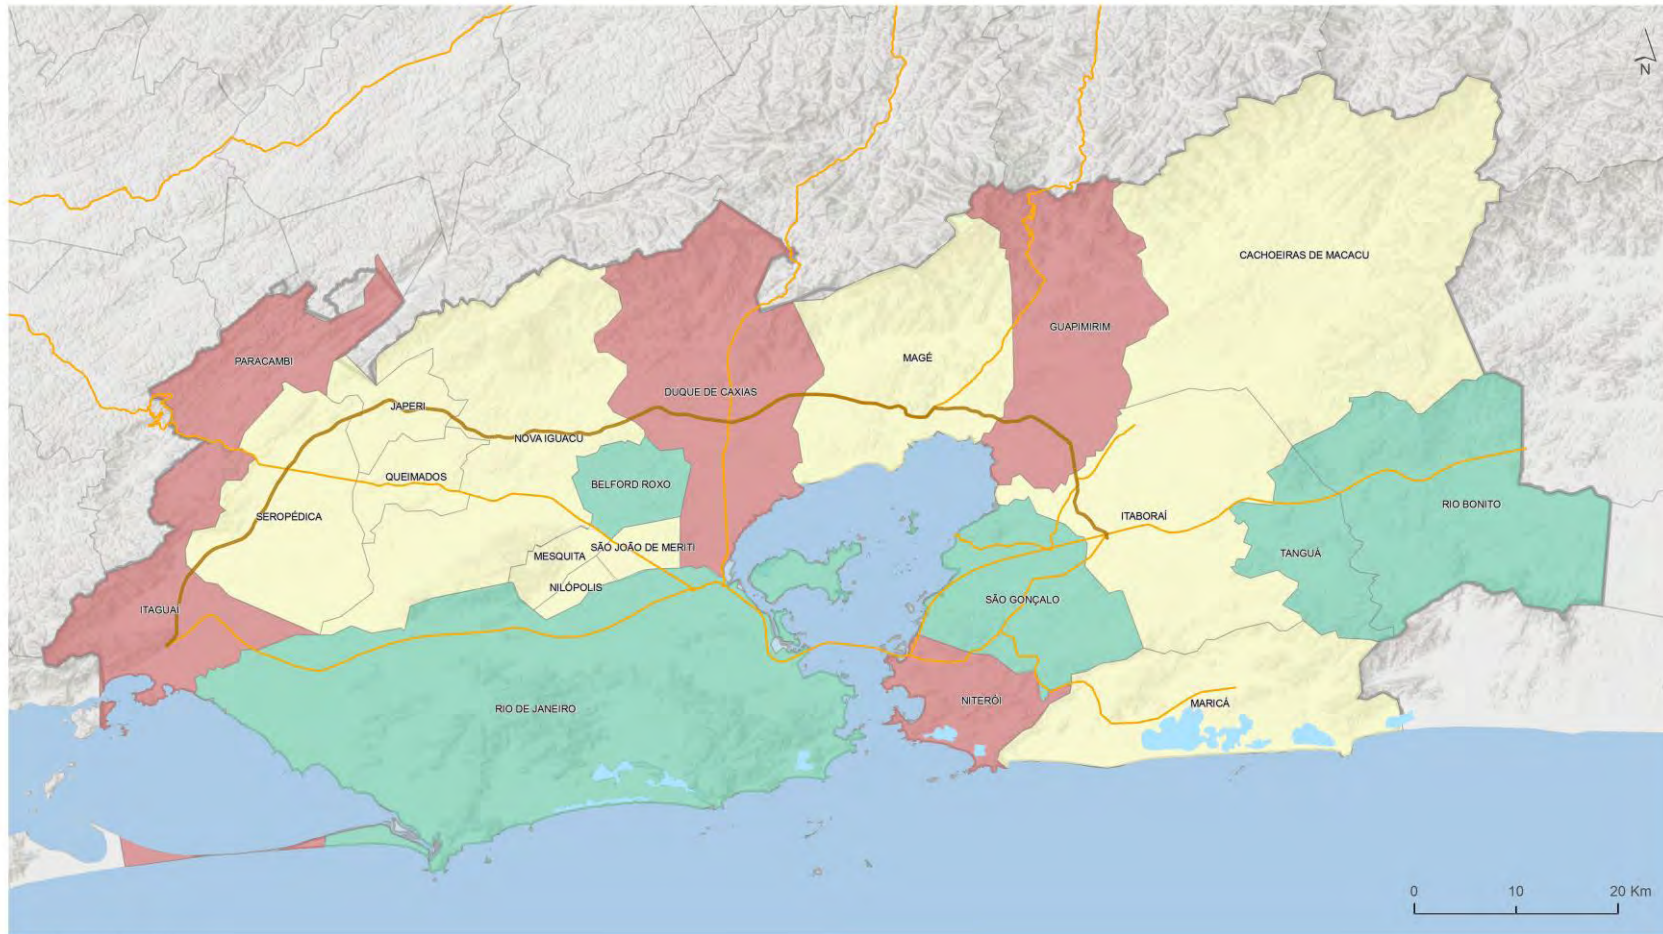 N
CACHOEIRAS DE MACACU
GUAPIMIRIM
MAGÉ
PARACAMBI
DUQUE DE CAXIAS
JAPERI
NOVA IGUACU
QUEIMADOS
BELFORD ROXO
RIO BONITO
SEROPÉDICA
ITABORAÍ
SÃO JOÃO DE MERITI
MESQUITA
TANGUÁ
NILÓPOLIS
SÃO GONÇALO
ITAGUAÍ
NITERÓI
MARICÁ
RIO DE JANEIRO
0 10 20 Km